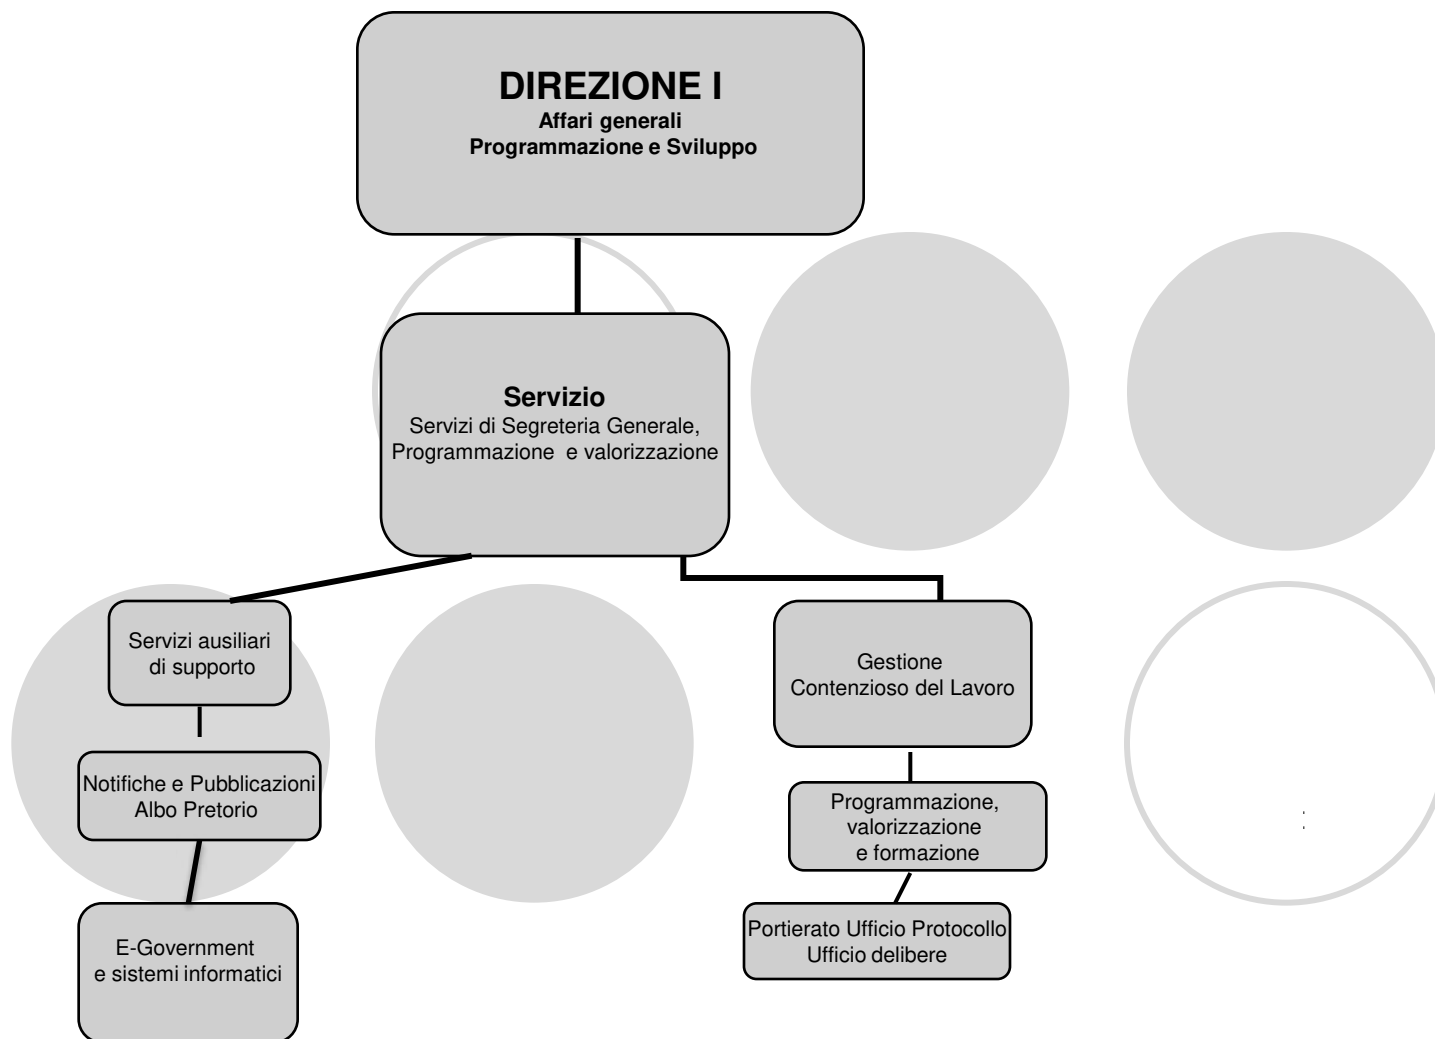 DIREZIONE I
Affari generali
Programmazione e Sviluppo
Servizio
Servizi di Segreteria Generale,
Programmazione e valorizzazione
Servizi ausiliari
di supporto
Gestione
Contenzioso del Lavoro
Notifiche e Pubblicazioni
Albo Pretorio
Programmazione,
valorizzazione
e formazione
E-Government
e sistemi informatici
Portierato Ufficio Protocollo
Ufficio delibere
: